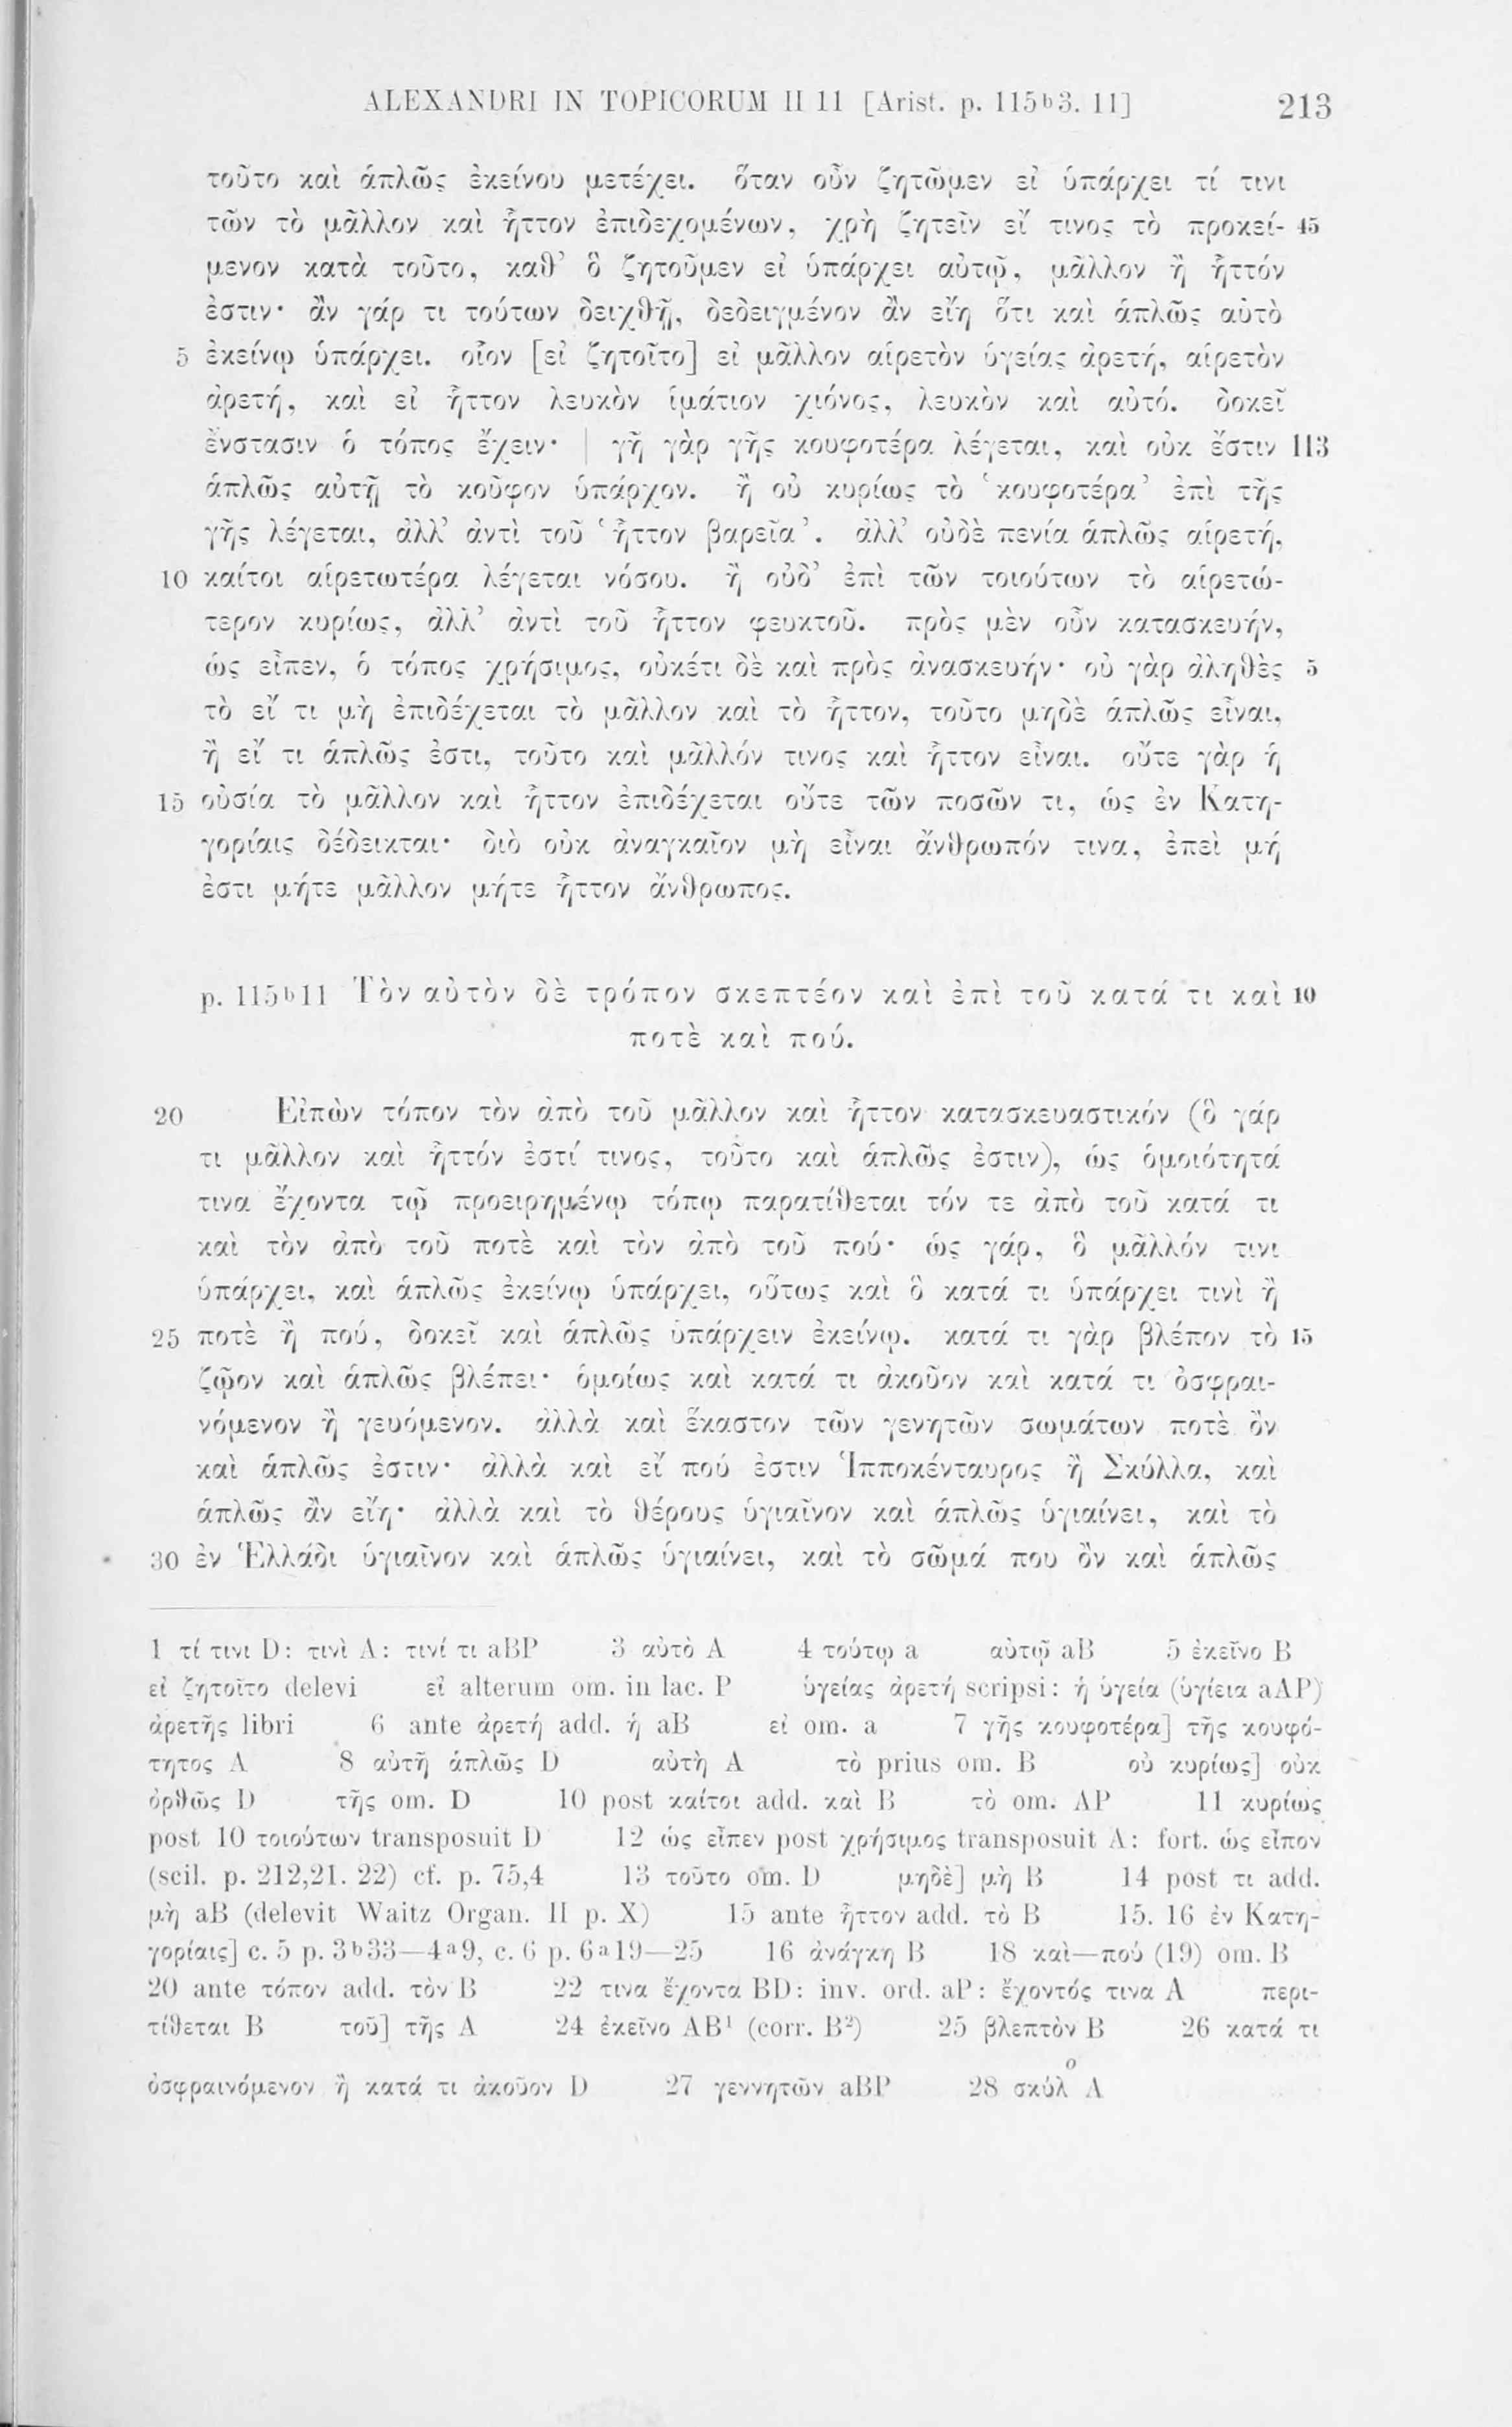 ALEXANDRI IN TOPICORUM II 11 [Arist. p. 115ᵇ3. 11] 213
τοῦτο καὶ ἁπλῶς ἐκείνου μετέχει. ὅταν οὖν ζητῶμεν εἰ ὑπάρχει τί τινι
τῶν τὸ μᾶλλον καὶ ἧττον ἐπιδεχομένων, χρὴ ζητεῖν εἴ τινος τὸ προκεί- 45
μενον κατὰ τοῦτο, καθ’ ὃ ζητοῦμεν εἰ ὑπάρχει αὐτῷ, μᾶλλον ἢ ἧττόν
ἐστιν· ἂν γάρ τι τούτων δειχθῇ, δεδειγμένον ἂν εἴη ὅτι καὶ ἁπλῶς αὐτὸ
5 ἐκείνῳ ὑπάρχει. οἷον [εἰ ζητοῖτο] εἰ μᾶλλον αἱρετὸν ὑγείας ἀρετή, αἱρετὸν
ἀρετή, καὶ εἰ ἧττον λευκὸν ἱμάτιον χιόνος, λευκὸν καὶ αὐτό. δοκεῖ
ἔνστασιν ὁ τόπος ἔχειν· | γῆ γὰρ γῆς κουφοτέρα λέγεται, καὶ οὐκ ἔστιν 113
ἁπλῶς αὐτῇ τὸ κοῦφον ὑπάρχον. ἢ οὐ κυρίως τὸ ‘κουφοτέρα’ ἐπὶ τῆς
γῆς λέγεται, ἀλλ’ ἀντὶ τοῦ ‘ἧττον βαρεῖα’. ἀλλ’ οὐδὲ πενία ἁπλῶς αἱρετή,
10 καίτοι αἱρετωτέρα λέγεται νόσου. ἢ οὐδ’ ἐπὶ τῶν τοιούτων τὸ αἱρετώ-
τερον κυρίως, ἀλλ’ ἀντὶ τοῦ ἧττον φευκτοῦ. πρὸς μὲν οὖν κατασκευήν,
ὡς εἶπεν, ὁ τόπος χρήσιμος, οὐκέτι δὲ καὶ πρὸς ἀνασκευήν· οὐ γὰρ ἀληθὲς 5
τὸ εἴ τι μὴ ἐπιδέχεται τὸ μᾶλλον καὶ τὸ ἧττον, τοῦτο μηδὲ ἁπλῶς εἶναι,
ἢ εἴ τι ἁπλῶς ἐστι, τοῦτο καὶ μᾶλλόν τινος καὶ ἧττον εἶναι. οὔτε γὰρ ἡ
15 οὐσία τὸ μᾶλλον καὶ ἧττον ἐπιδέχεται οὔτε τῶν ποσῶν τι, ὡς ἐν Κατη-
γορίαις δέδεικται· διὸ οὐκ ἀναγκαῖον μὴ εἶναι ἄνθρωπόν τινα, ἐπεὶ μή
ἐστι μήτε μᾶλλον μήτε ἧττον ἄνθρωπος.
p. 115ᵇ11 Τὸν αὐτὸν δὲ τρόπον σκεπτέον καὶ ἐπὶ τοῦ κατά τι καὶ 10
ποτὲ καὶ πού.
20 Εἰπὼν τόπον τὸν ἀπὸ τοῦ μᾶλλον καὶ ἧττον κατασκευαστικόν (ὃ γάρ
τι μᾶλλον καὶ ἧττόν ἐστί τινος, τοῦτο καὶ ἁπλῶς ἐστιν), ὡς ὁμοιότητά
τινα ἔχοντα τῷ προειρημένῳ τόπῳ παρατίθεται τόν τε ἀπὸ τοῦ κατά τι
καὶ τὸν ἀπὸ τοῦ ποτὲ καὶ τὸν ἀπὸ τοῦ πού· ὡς γάρ, ὃ μᾶλλόν τινι
ὑπάρχει, καὶ ἁπλῶς ἐκείνῳ ὑπάρχει, οὕτως καὶ ὃ κατά τι ὑπάρχει τινὶ ἢ
25 ποτὲ ἢ πού, δοκεῖ καὶ ἁπλῶς ὑπάρχειν ἐκείνῳ. κατά τι γὰρ βλέπον τὸ 15
ζῷον καὶ ἁπλῶς βλέπει· ὁμοίως καὶ κατά τι ἀκοῦον καὶ κατά τι ὀσφραι-
νόμενον ἢ γευόμενον. ἀλλὰ καὶ ἕκαστον τῶν γενητῶν σωμάτων ποτὲ ὂν
καὶ ἁπλῶς ἐστιν· ἀλλὰ καὶ εἴ πού ἐστιν Ἱπποκένταυρος ἢ Σκύλλα, καὶ
ἁπλῶς ἂν εἴη· ἀλλὰ καὶ τὸ θέρους ὑγιαῖνον καὶ ἁπλῶς ὑγιαίνει, καὶ τὸ
30 ἐν Ἑλλάδι ὑγιαῖνον καὶ ἁπλῶς ὑγιαίνει, καὶ τὸ σῶμά που ὂν καὶ ἁπλῶς
1 τί τινι D: τινὶ A: τινί τι aBP 3 αὐτὸ A 4 τούτῳ a αὐτῷ aB 5 ἐκεῖνο B
εἰ ζητοῖτο delevi εἰ alterum om. in lac. P ὑγείας ἀρετή scripsi: ἡ ὑγεία (ὑγίεια aAP)
ἀρετῆς libri 6 ante ἀρετή add. ἡ aB εἰ om. a 7 γῆς κουφοτέρα] τῆς κουφό-
τητος A 8 αὐτῇ ἁπλῶς D αὐτὴ A τὸ prius om. B οὐ κυρίως] οὐκ
ὀρθῶς D τῆς om. D 10 post καίτοι add. καὶ B τὸ om. AP 11 κυρίως
post 10 τοιούτων transposuit D 12 ὡς εἶπεν post χρήσιμος transposuit A: fort. ὡς εἶπον
(scil. p. 212,21. 22) cf. p. 75,4 13 τοῦτο om. D μηδὲ] μὴ B 14 post τι add.
μὴ aB (delevit Waitz Organ. II p. X) 15 ante ἧττον add. τὸ B 15. 16 ἐν Κατη-
γορίαις] c. 5 p. 3ᵇ33—4ᵃ9, c. 6 p. 6ᵃ19—25 16 ἀνάγκη B 18 καὶ—πού (19) om. B
20 ante τόπον add. τὸν B 22 τινα ἔχοντα BD: inv. ord. aP: ἔχοντός τινα A περι-
τίθεται B τοῦ] τῆς A 24 ἐκεῖνο AB¹ (corr. B²) 25 βλεπτὸν B 26 κατά τι
ὀσφραινόμενον ἢ κατά τι ἀκοῦον D 27 γεννητῶν aBP 28 σκύλᵒ A